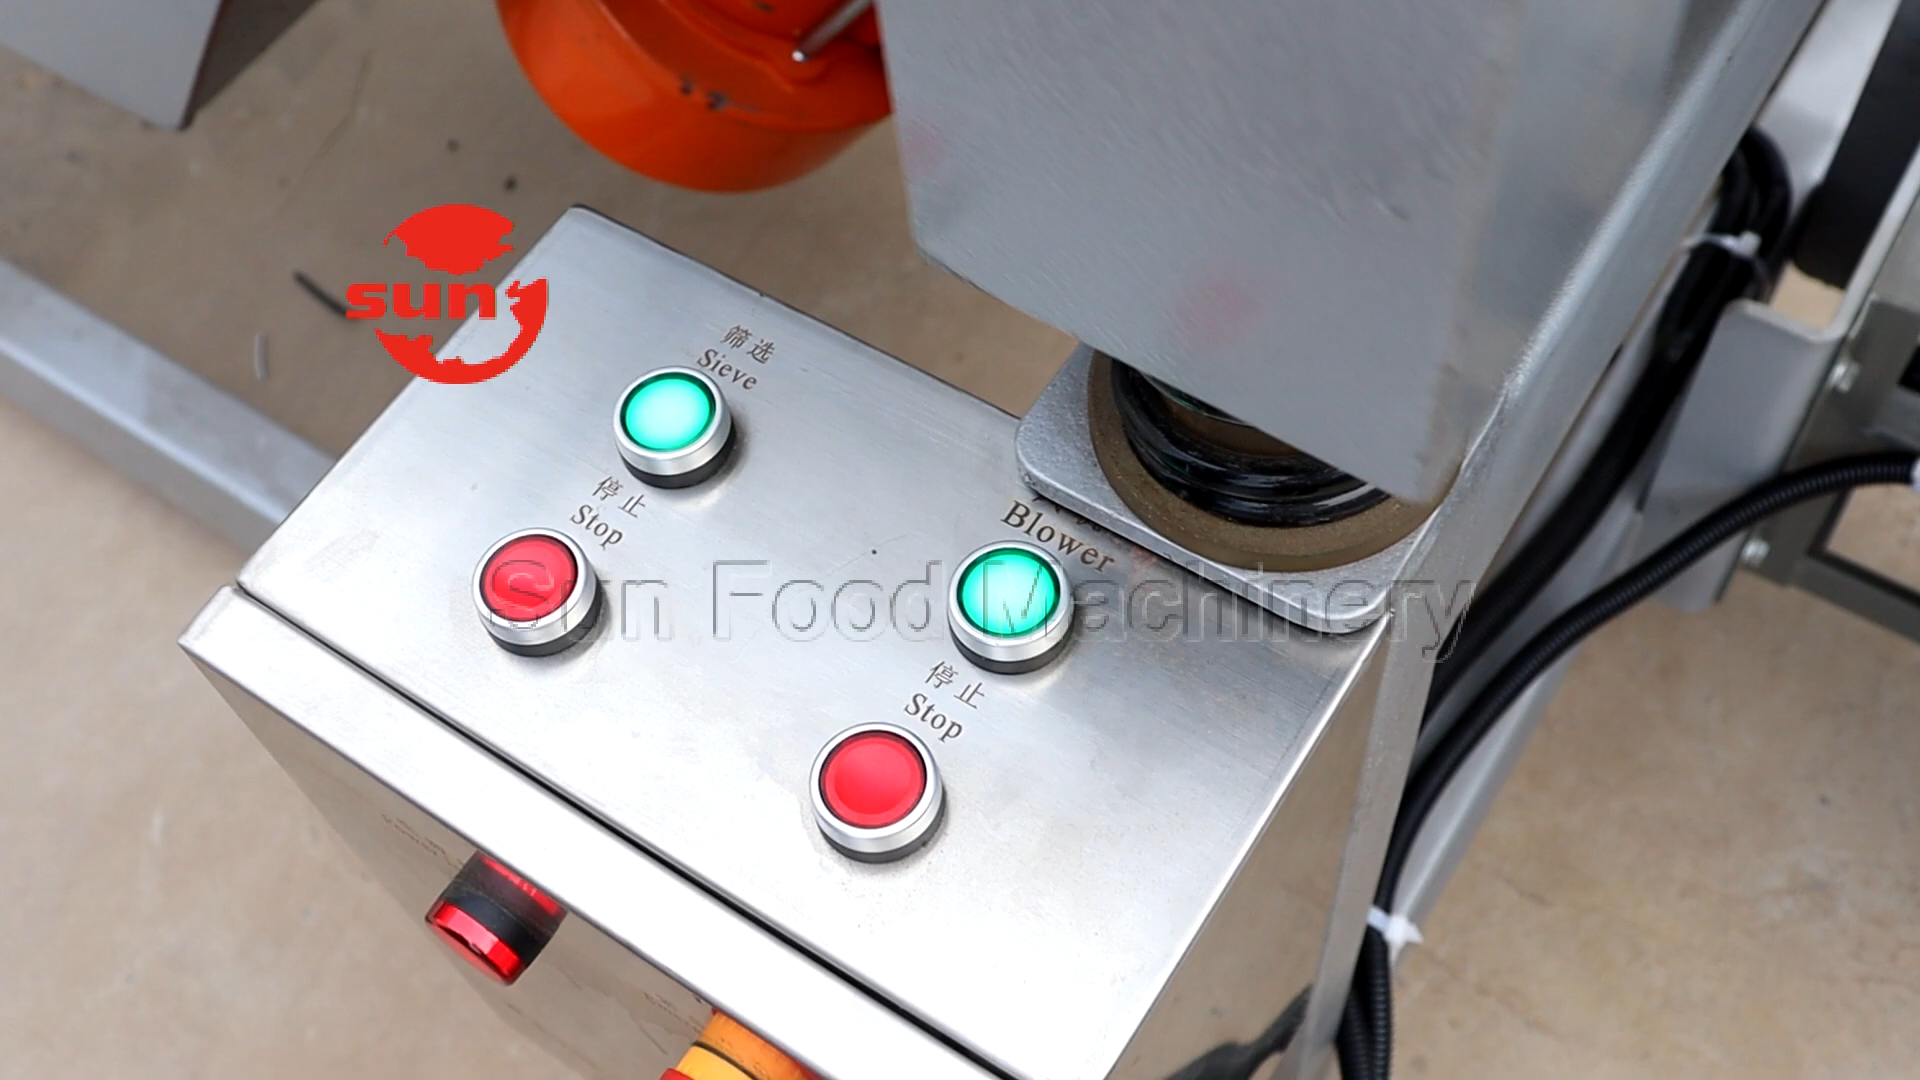 sun
筛选
Sieve
停止
Stop
Blower
停止
Stop
Sun Food Machinery